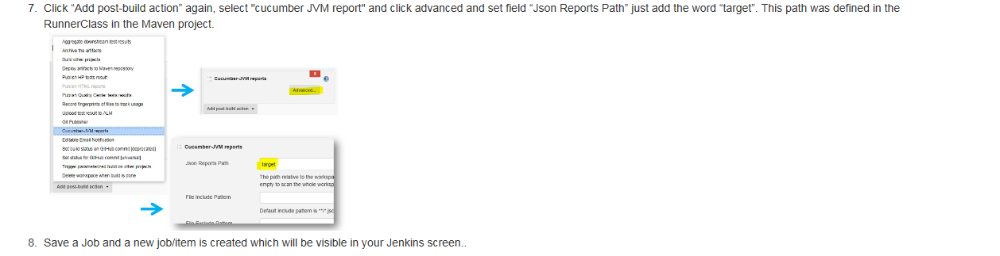 7. Click “Add post-build action” again, select "cucumber JVM report" and click advanced and set field “Json Reports Path” just add the word “target”. This path was defined in the
RunnerClass in the Maven project.
Aggregate downstream test results
Archive the artifacts
Build other projects
Deploy artifacts to Maven repository
Publish HP tests result
Publish HTML reports
Publish Quality Center tests results
Record fingerprints of files to track usage
Upload test result to ALM
Git Publisher
Cucumber-JVM reports
Editable Email Notification
Set build status on GitHub commit [deprecated]
Set status for GitHub commit [universal]
Trigger parameterized build on other projects
Delete workspace when build is done
Add post-build action
Cucumber-JVM reports
X
Advanced...
Add post-build action
Cucumber-JVM reports
Json Reports Path
target
The path relative to the workspa
empty to scan the whole worksp
File Include Pattern
Default include pattern is **/*.jsc
File Exclude Pattern
8. Save a Job and a new job/item is created which will be visible in your Jenkins screen..